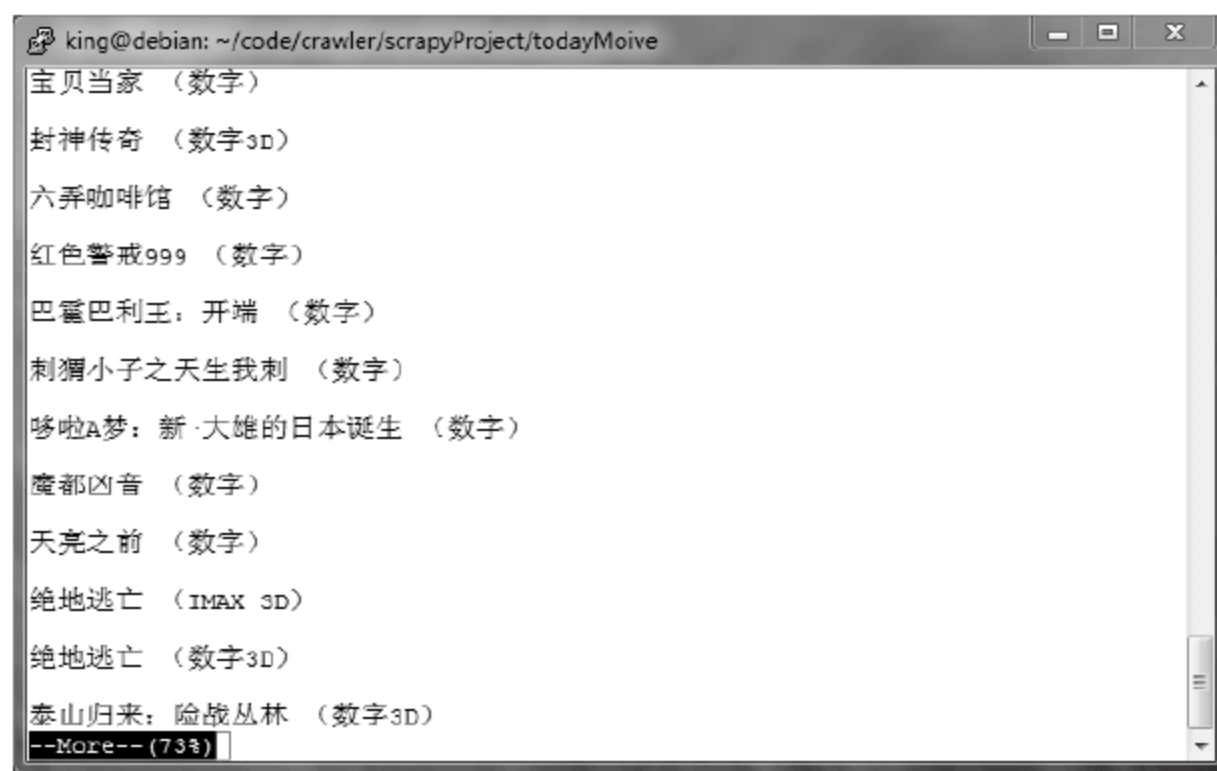 king@debian: ~/code/crawler/scrapyProject/todayMoive
宝贝当家 （数字）
封神传奇 （数字3D）
六弄咖啡馆 （数字）
红色警戒999 （数字）
巴霍巴利王：开端 （数字）
刺猬小子之天生我刺 （数字）
哆啦A梦：新·大雄的日本诞生 （数字）
魔都凶音 （数字）
天亮之前 （数字）
绝地逃亡 （IMAX 3D）
绝地逃亡 （数字3D）
泰山归来：险战丛林 （数字3D）
--More--(73%)